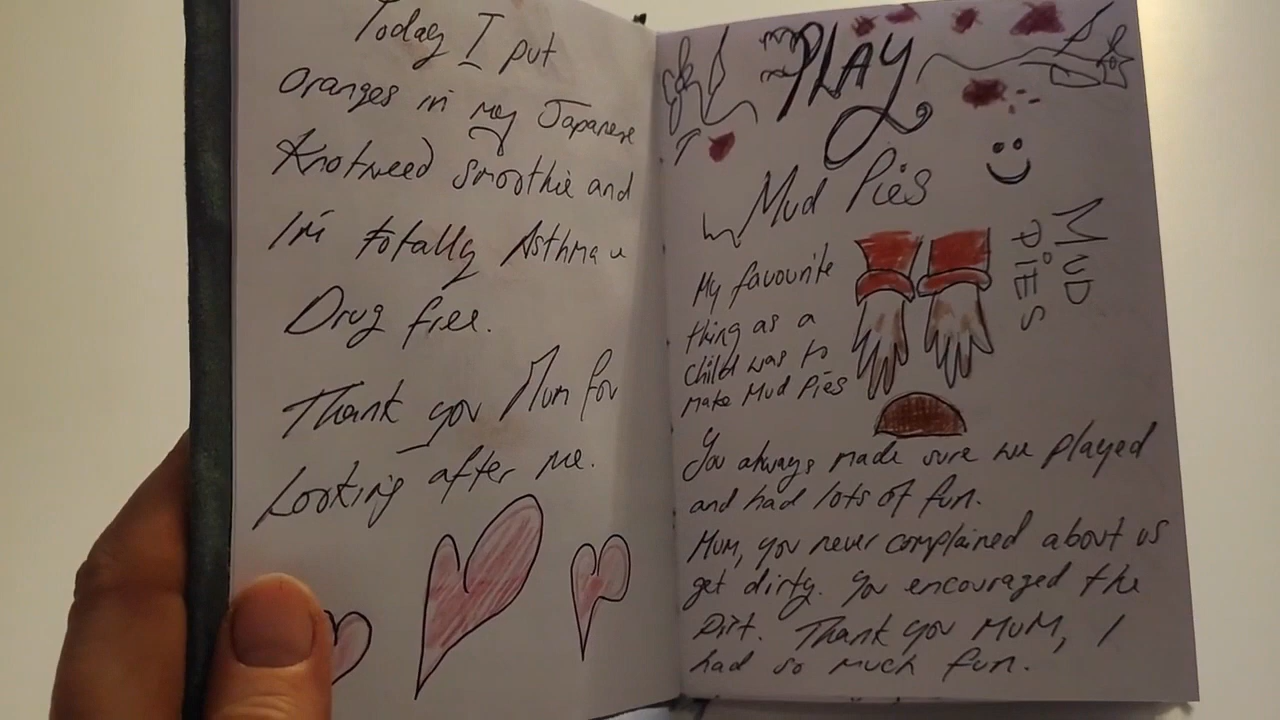 Today I put
oranges in my Japanese
Knotweed smoothie and
I'm totally Asthma u
Drug free.
Thank you Mum for
Looking after me.
PLAY
Mud Pies
MUD
PiES
My favourite
thing as a
child was to
make Mud Pies
You always made sure we played
and had lots of fun.
Mum, you never complained about us
get dirty. You encouraged the
Dirt. Thank you MUM, I
had so much fun.